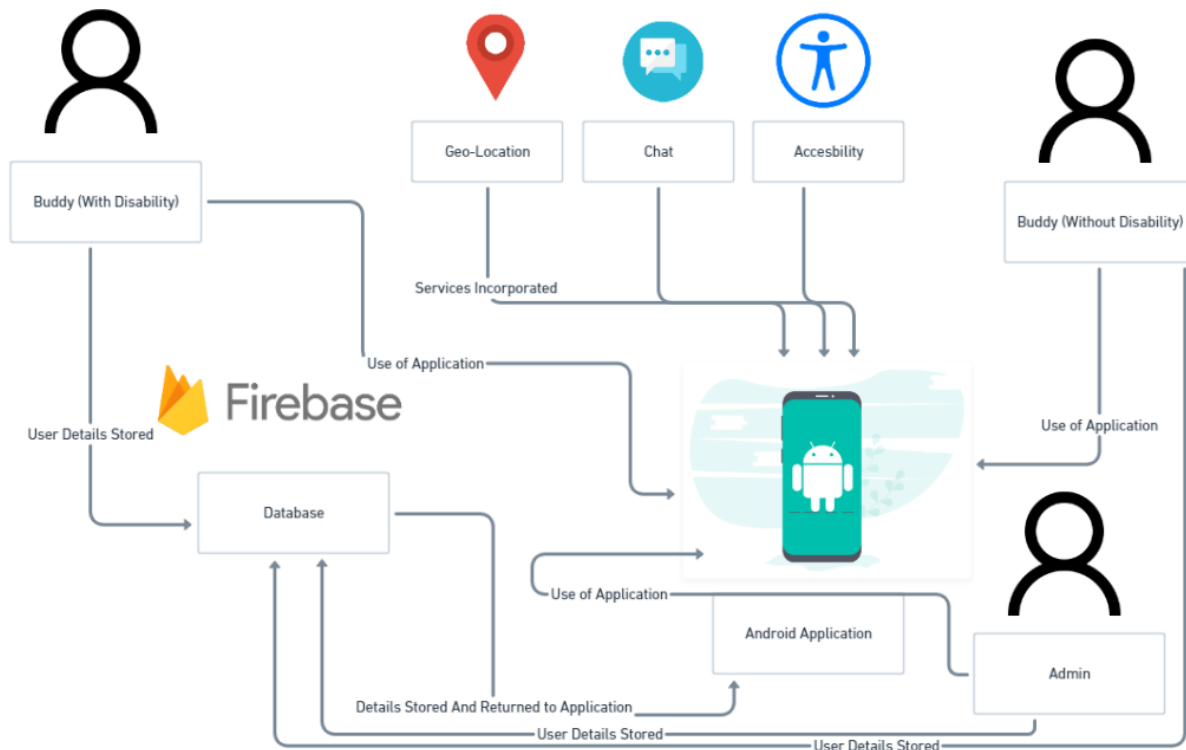 Geo-Location
Chat
Accesbility
Buddy (With Disability)
Buddy (Without Disability)
Services Incorporated
Use of Application
Firebase
User Details Stored
Use of Application
Database
Use of Application
Android Application
Admin
Details Stored And Returned to Application
User Details Stored
User Details Stored